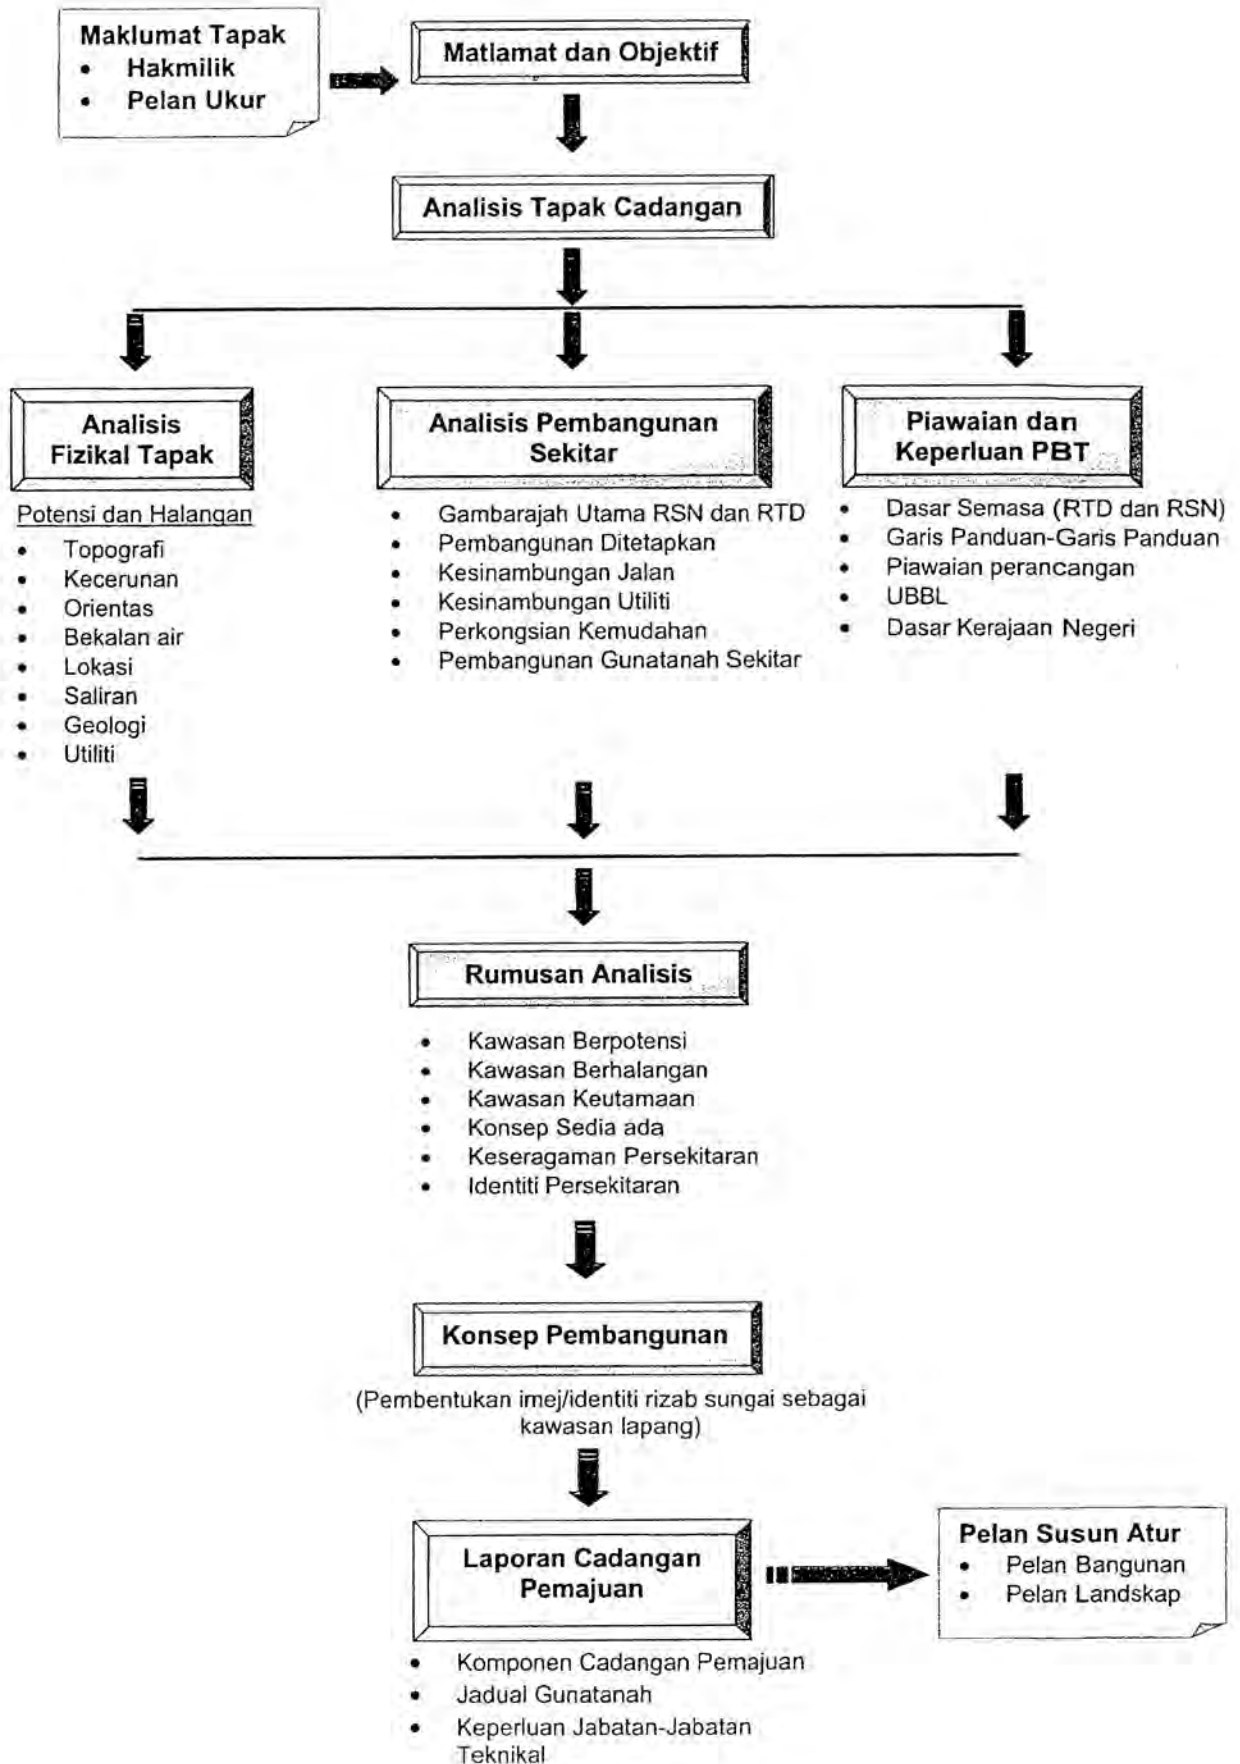 Maklumat Tapak
• Hakmilik
• Pelan Ukur
Matlamat dan Objektif
Analisis Tapak Cadangan
Analisis
Fizikal Tapak
Potensi dan Halangan
• Topografi
• Kecerunan
• Orientas
• Bekalan air
• Lokasi
• Saliran
• Geologi
• Utiliti
Analisis Pembangunan
Sekitar
• Gambarajah Utama RSN dan RTD
• Pembangunan Ditetapkan
• Kesinambungan Jalan
• Kesinambungan Utiliti
• Perkongsian Kemudahan
• Pembangunan Gunatanah Sekitar
Piawaian dan
Keperluan PBT
• Dasar Semasa (RTD dan RSN)
• Garis Panduan-Garis Panduan
• Piawaian perancangan
• UBBL
• Dasar Kerajaan Negeri
Rumusan Analisis
• Kawasan Berpotensi
• Kawasan Berhalangan
• Kawasan Keutamaan
• Konsep Sedia ada
• Keseragaman Persekitaran
• Identiti Persekitaran
Konsep Pembangunan
(Pembentukan imej/identiti rizab sungai sebagai
kawasan lapang)
Laporan Cadangan
Pemajuan
• Komponen Cadangan Pemajuan
• Jadual Gunatanah
• Keperluan Jabatan-Jabatan
Teknikal
Pelan Susun Atur
• Pelan Bangunan
• Pelan Landskap